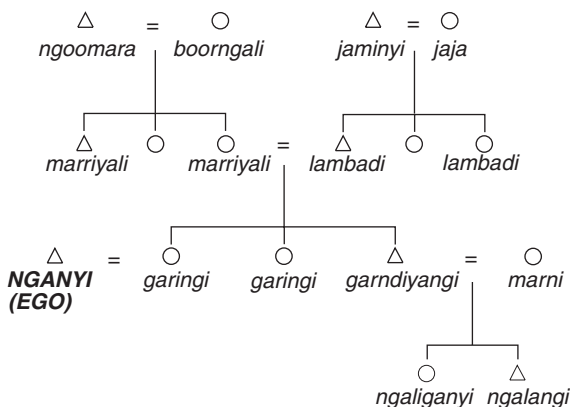 ngoomara boorngali jaminyi jaja
marriyali marriyali lambadi lambadi
NGANYI garingi garingi garndiyangi marni
(EGO)
ngaliganyi ngalangi